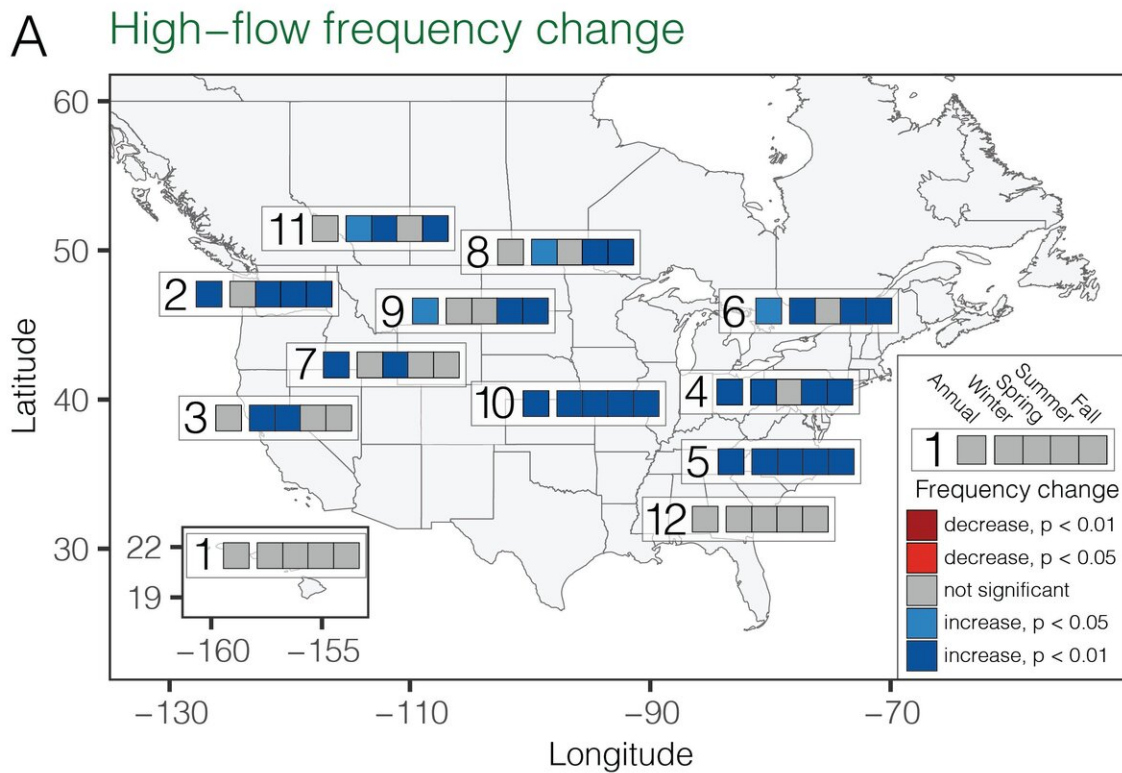 A High–flow frequency change
60
50
40
30
Latitude
11
8
2
9
6
7
10
4
3
5
12
1
22
19
−160 −155
Annual
Winter
Spring
Summer
Fall
1
Frequency change
decrease, p < 0.01
decrease, p < 0.05
not significant
increase, p < 0.05
increase, p < 0.01
−130 −110 −90 −70
Longitude